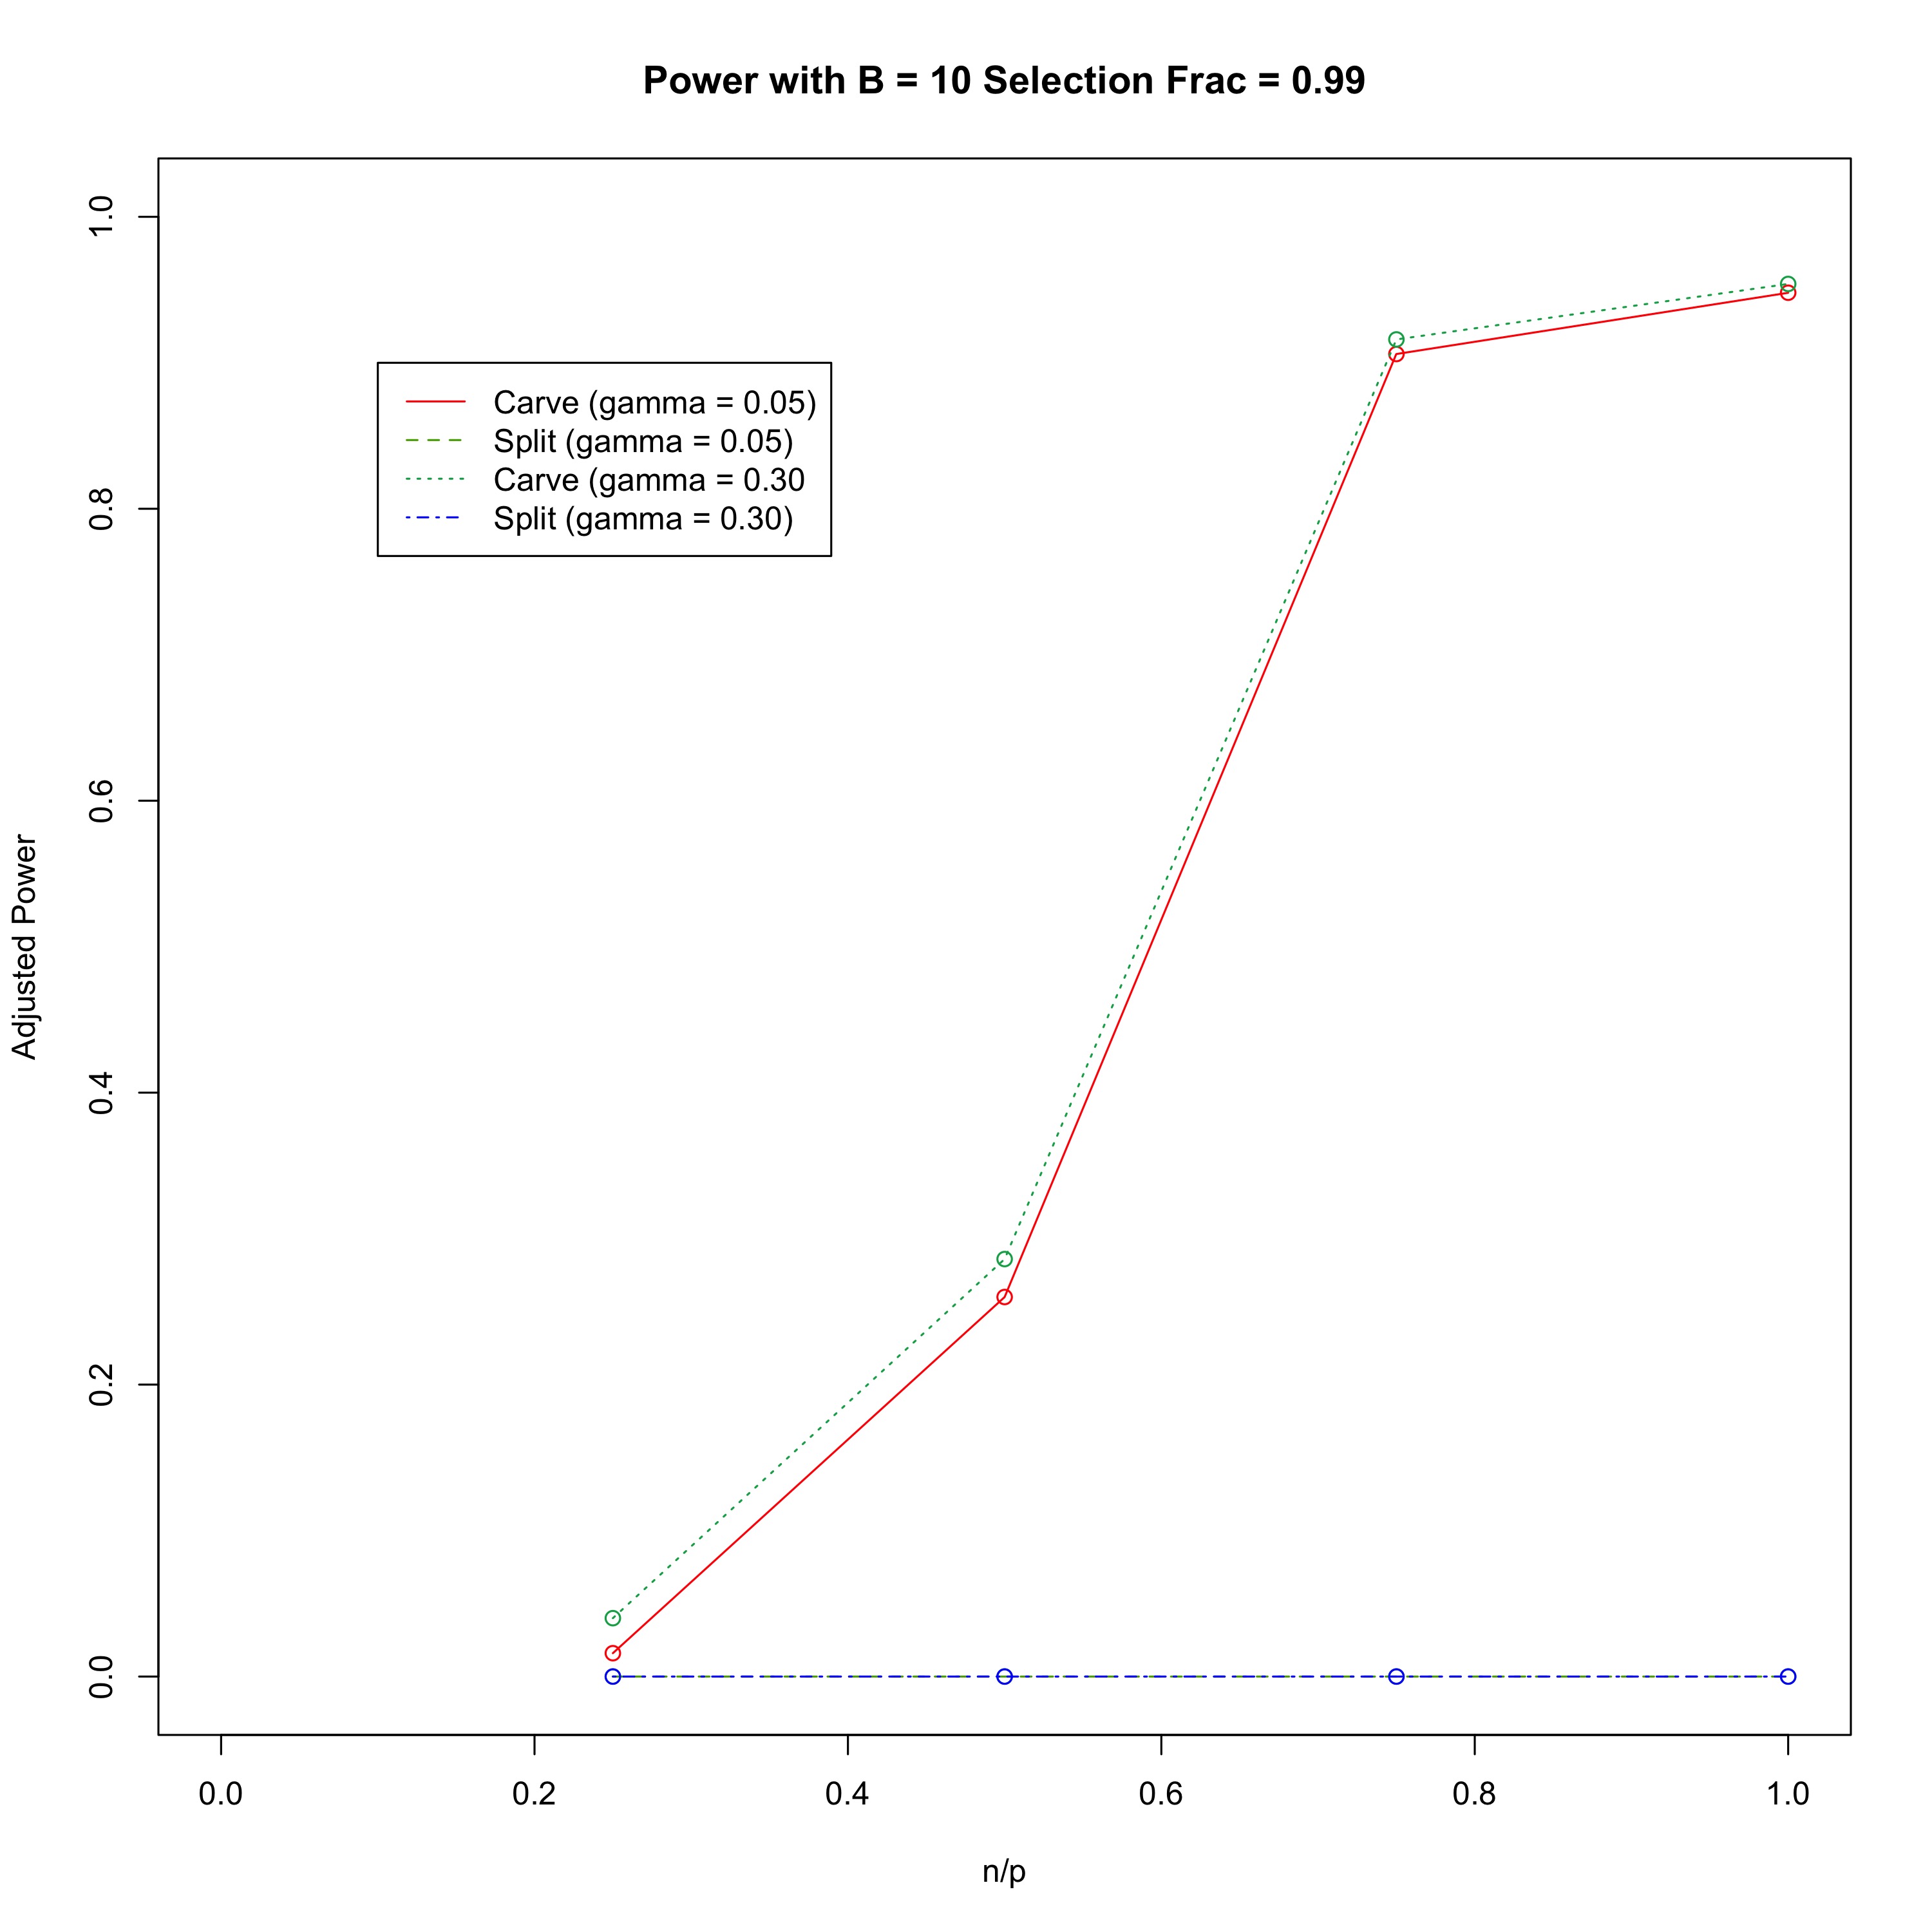 Power with B = 10 Selection Frac = 0.99
Adjusted Power
1.0
0.8
0.6
0.4
0.2
0.0
Carve (gamma = 0.05)
Split (gamma = 0.05)
Carve (gamma = 0.30
Split (gamma = 0.30)
0.0 0.2 0.4 0.6 0.8 1.0
n/p